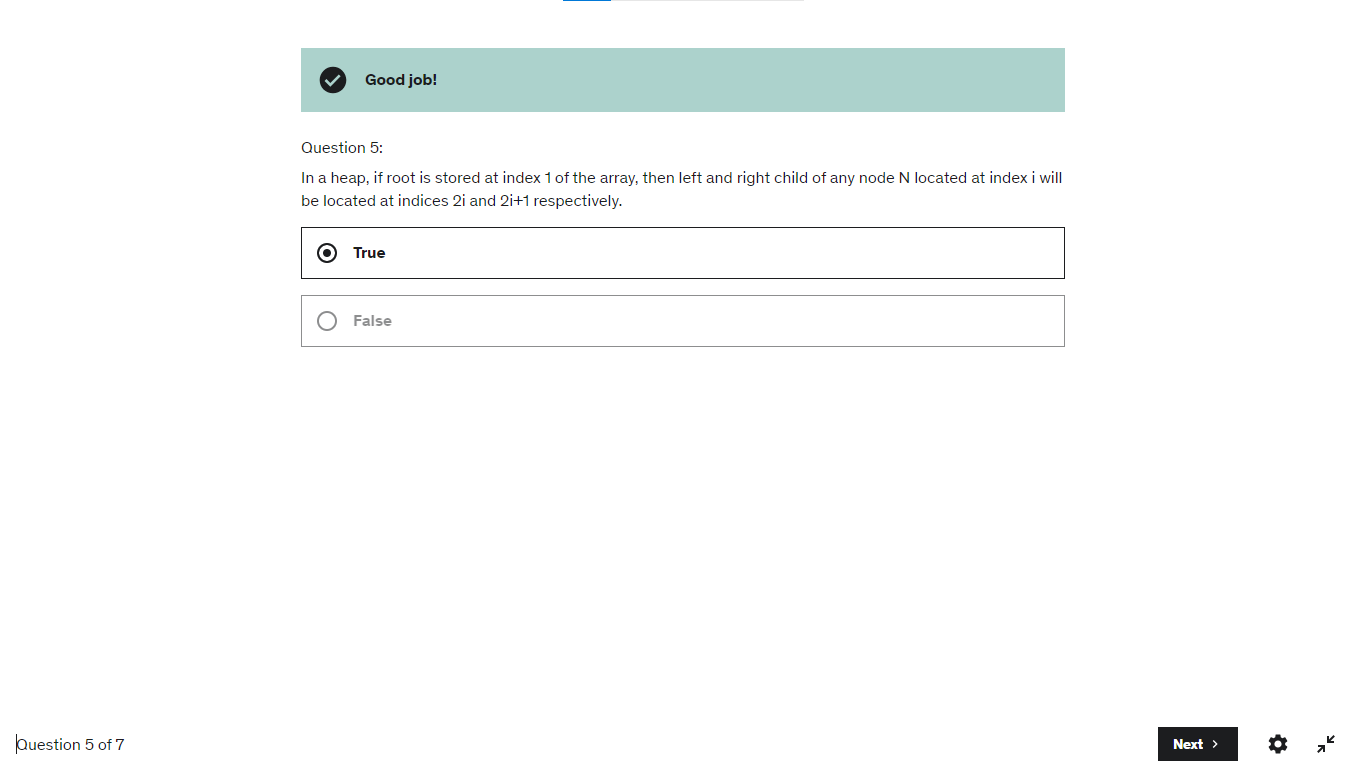 Good job!
Question 5:
In a heap, if root is stored at index 1 of the array, then left and right child of any node N located at index i will
be located at indices 2i and 2i+1 respectively.
True
False
Question 5 of 7
Next